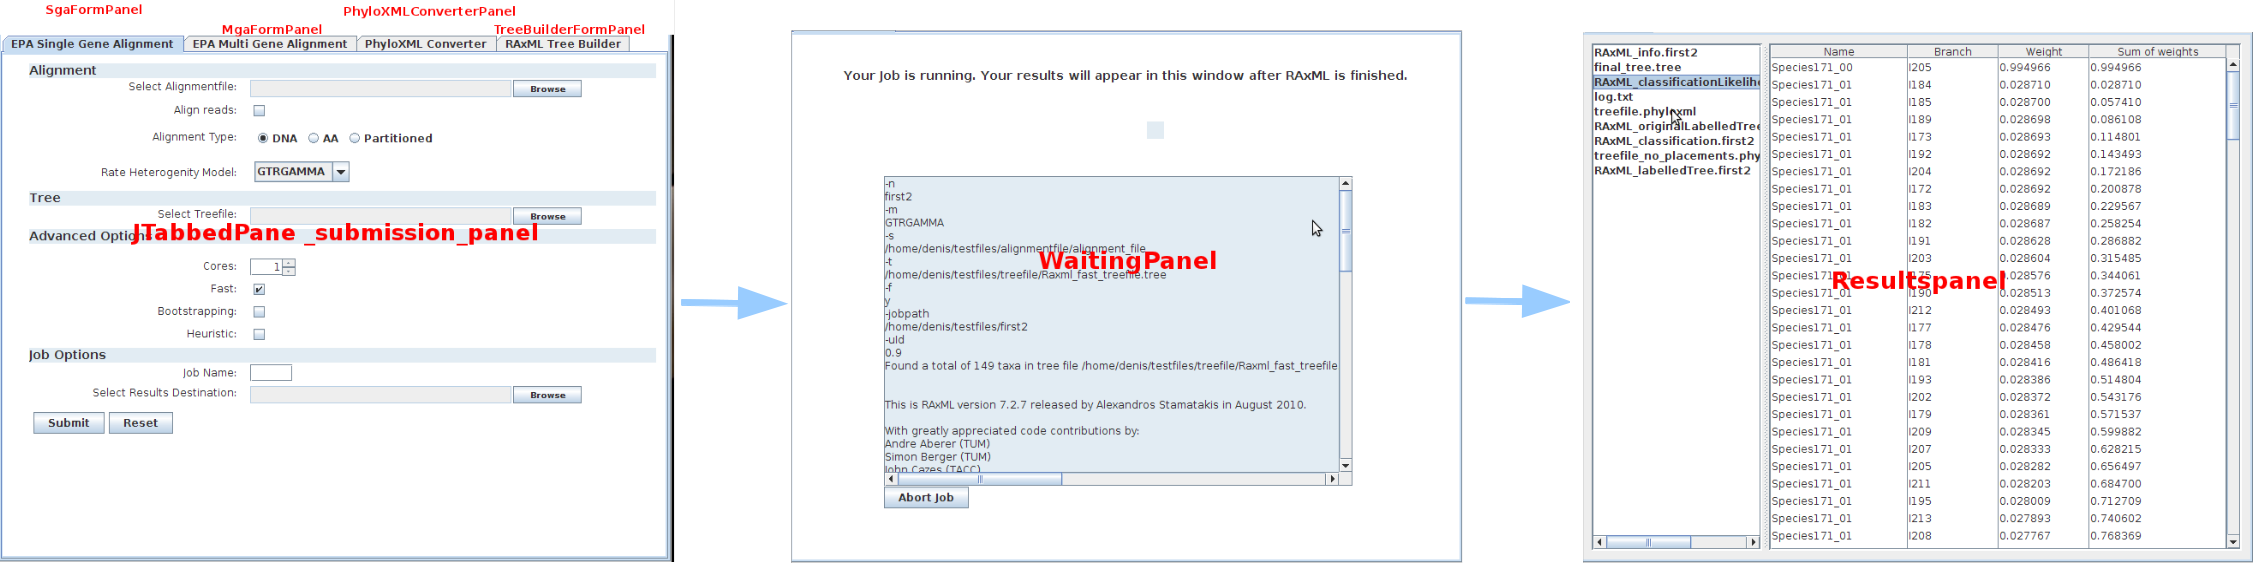 SgaFormPanel
PhyloXMLConverterPanel
MgaFormPanel
TreeBuilderFormPanel
EPA Single Gene Alignment
EPA Multi Gene Alignment
PhyloXML Converter
RAxML Tree Builder
Alignment
Select Alignmentfile:
Browse
Align reads:
Alignment Type:
DNA
AA
Partitioned
Rate Heterogenity Model:
GTRGAMMA
Tree
Select Treefile:
Browse
JTabbedPane _submission_panel
Advanced Options
Cores:
1
Fast:
Bootstrapping:
Heuristic:
Job Options
Job Name:
Select Results Destination:
Browse
Submit
Reset
Your Job is running. Your results will appear in this window after RAxML is finished.
-n
first2
-m
GTRGAMMA
-s
/home/denis/testfiles/alignmentfile/alignment_file
WaitingPanel
-t
/home/denis/testfiles/treefile/Raxml_fast_treefile.tree
-f
y
-jobpath
/home/denis/testfiles/first2
-uId
0.9
Found a total of 149 taxa in tree file /home/denis/testfiles/treefile/Raxml_fast_treefile
This is RAxML version 7.2.7 released by Alexandros Stamatakis in August 2010.
With greatly appreciated code contributions by:
Andre Aberer (TUM)
Simon Berger (TUM)
John Cazes (TACC)
Abort Job
RAxML_info.first2
final_tree.tree
RAxML_classificationLikelih
log.txt
treefile.phyloxml
RAxML_originalLabelledTree
RAxML_classification.first2
treefile_no_placements.phy
RAxML_labelledTree.first2
Name Branch Weight Sum of weights
Species171_00 I205 0.994966 0.994966
Species171_01 I184 0.028710 0.028710
Species171_01 I185 0.028700 0.057410
Species171_01 I189 0.028698 0.086108
Species171_01 I173 0.028693 0.114801
Species171_01 I192 0.028692 0.143493
Species171_01 I204 0.028692 0.172186
Species171_01 I172 0.028692 0.200878
Species171_01 I183 0.028689 0.229567
Species171_01 I182 0.028687 0.258254
Species171_01 I191 0.028628 0.286882
Species171_01 I203 0.028604 0.315485
Species171_01 I175 0.028576 0.344061
Resultspanel
Species171_01 I190 0.028513 0.372574
Species171_01 I212 0.028493 0.401068
Species171_01 I177 0.028476 0.429544
Species171_01 I178 0.028458 0.458002
Species171_01 I181 0.028416 0.486418
Species171_01 I193 0.028386 0.514804
Species171_01 I202 0.028372 0.543176
Species171_01 I179 0.028361 0.571537
Species171_01 I209 0.028345 0.599882
Species171_01 I207 0.028333 0.628215
Species171_01 I205 0.028282 0.656497
Species171_01 I211 0.028203 0.684700
Species171_01 I195 0.028009 0.712709
Species171_01 I213 0.027893 0.740602
Species171_01 I208 0.027767 0.768369